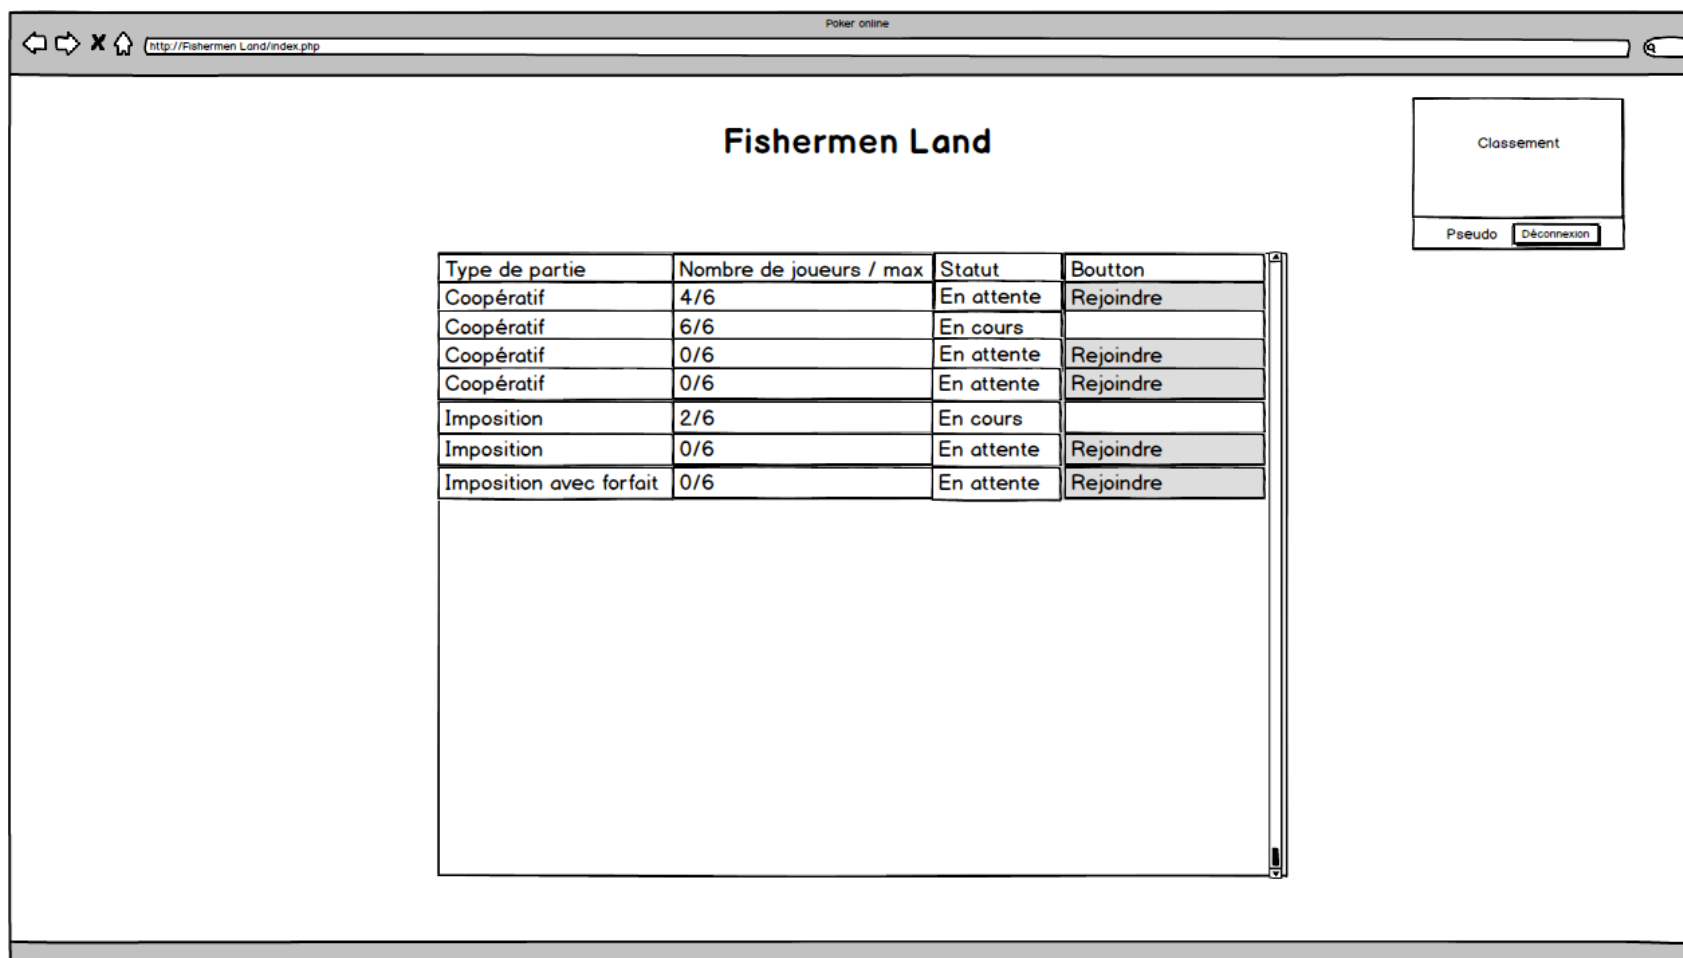 Poker online
http://Fishermen Land/index.php
Fishermen Land
Classement
Pseudo Déconnexion
Type de partie Nombre de joueurs / max Statut Boutton
Coopératif 4/6 En attente Rejoindre
Coopératif 6/6 En cours
Coopératif 0/6 En attente Rejoindre
Coopératif 0/6 En attente Rejoindre
Imposition 2/6 En cours
Imposition 0/6 En attente Rejoindre
Imposition avec forfait 0/6 En attente Rejoindre